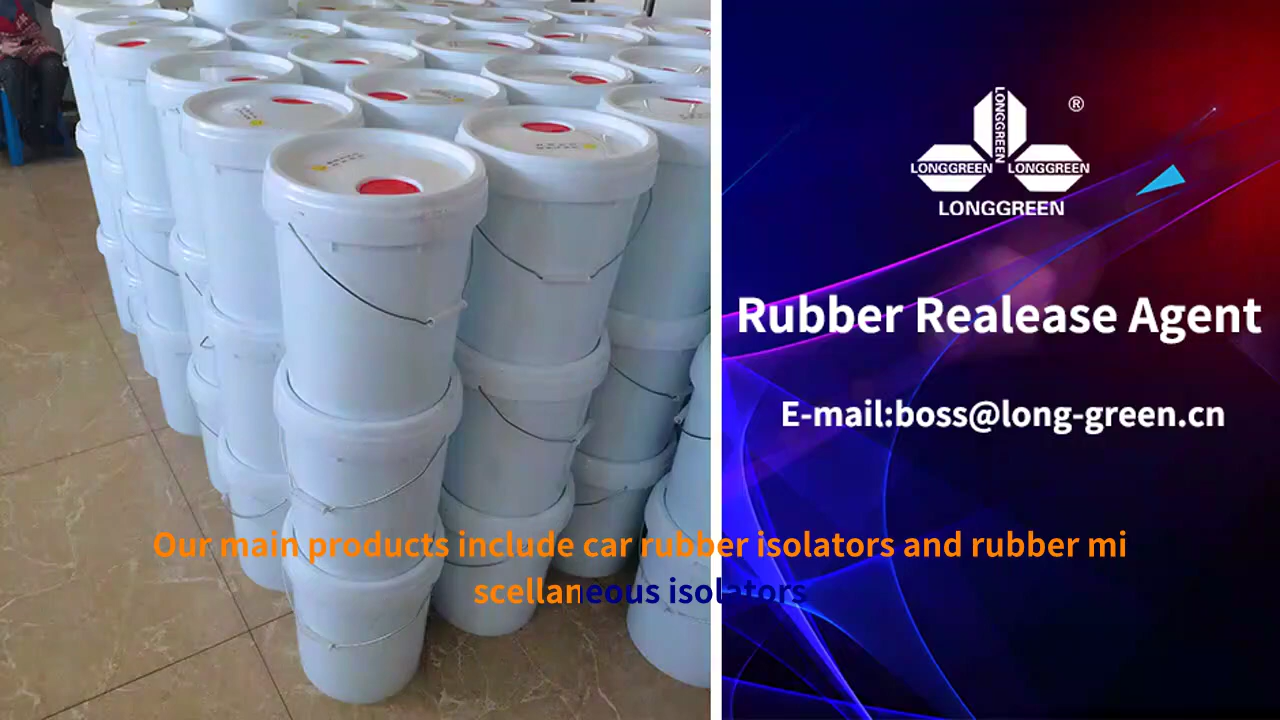 LONGGREEN
®
LONGGREEN
LONGGREEN
LONGGREEN
Rubber Realease Agent
E-mail:boss@long-green.cn
Our main products include car rubber isolators and rubber mi
scellaneous isolators